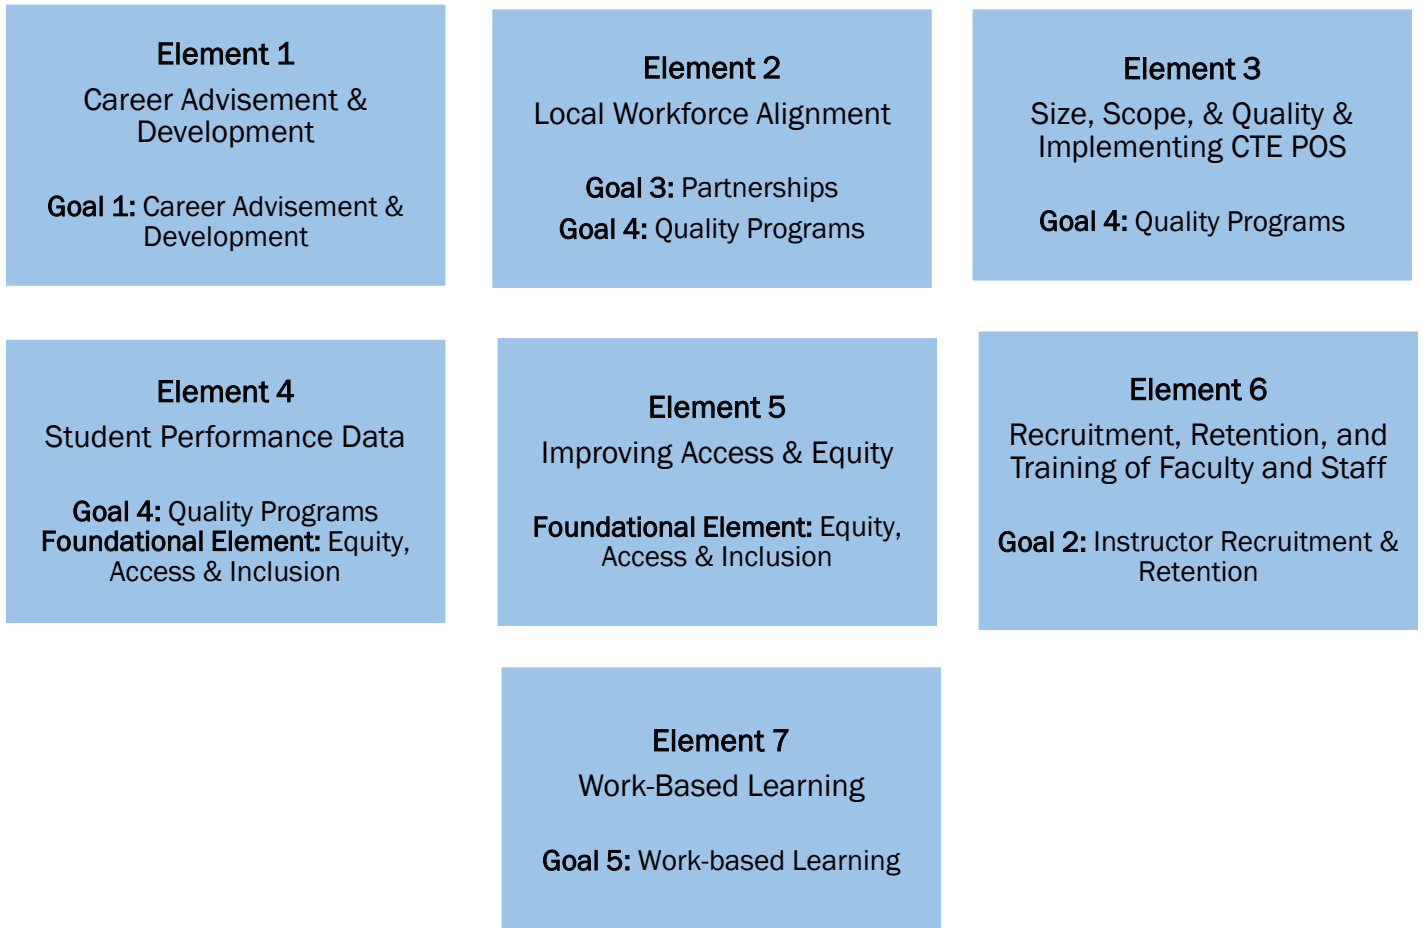 Element 1
Career Advisement &
Development
Goal 1: Career Advisement &
Development
Element 2
Local Workforce Alignment
Goal 3: Partnerships
Goal 4: Quality Programs
Element 3
Size, Scope, & Quality &
Implementing CTE POS
Goal 4: Quality Programs
Element 4
Student Performance Data
Goal 4: Quality Programs
Foundational Element: Equity,
Access & Inclusion
Element 5
Improving Access & Equity
Foundational Element: Equity,
Access & Inclusion
Element 6
Recruitment, Retention, and
Training of Faculty and Staff
Goal 2: Instructor Recruitment &
Retention
Element 7
Work-Based Learning
Goal 5: Work-based Learning